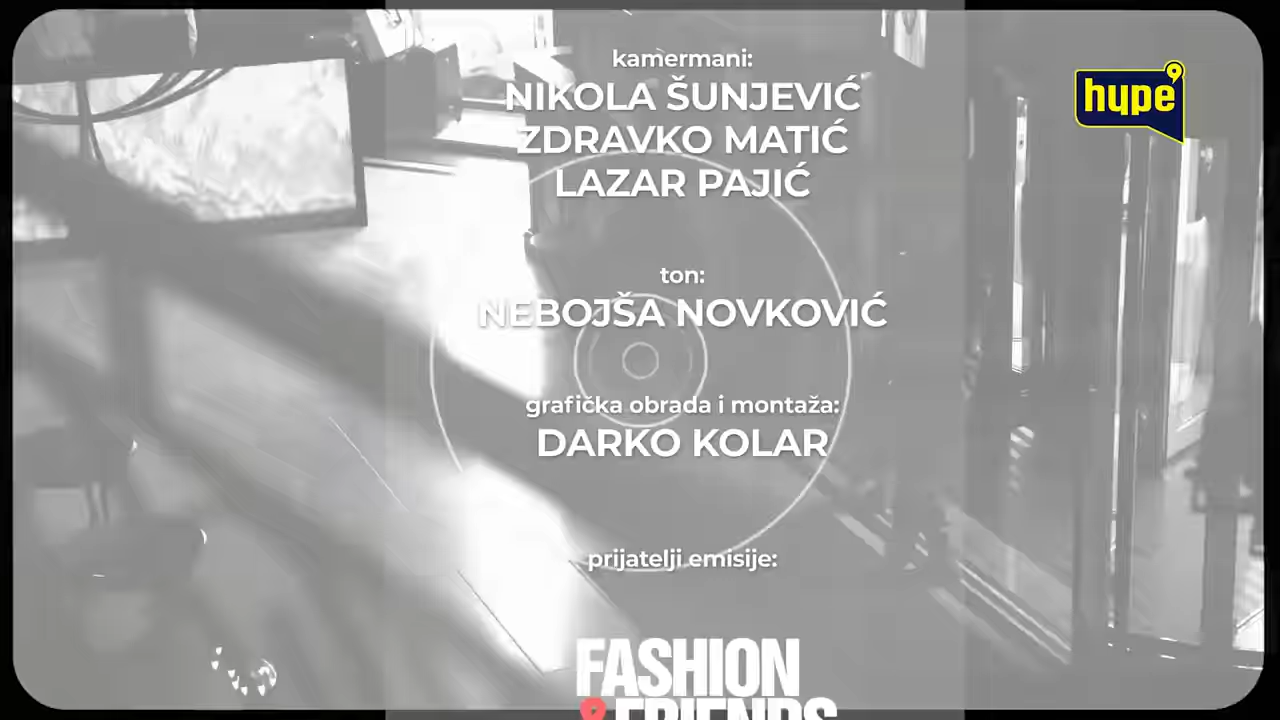 kamermani:
NIKOLA ŠUNJEVIĆ
hype
ZDRAVKO MATIĆ
LAZAR PAJIĆ
ton:
NEBOJŠA NOVKOVIĆ
grafička obrada i montaža:
DARKO KOLAR
prijatelji emisije:
FASHION
& FRIENDS